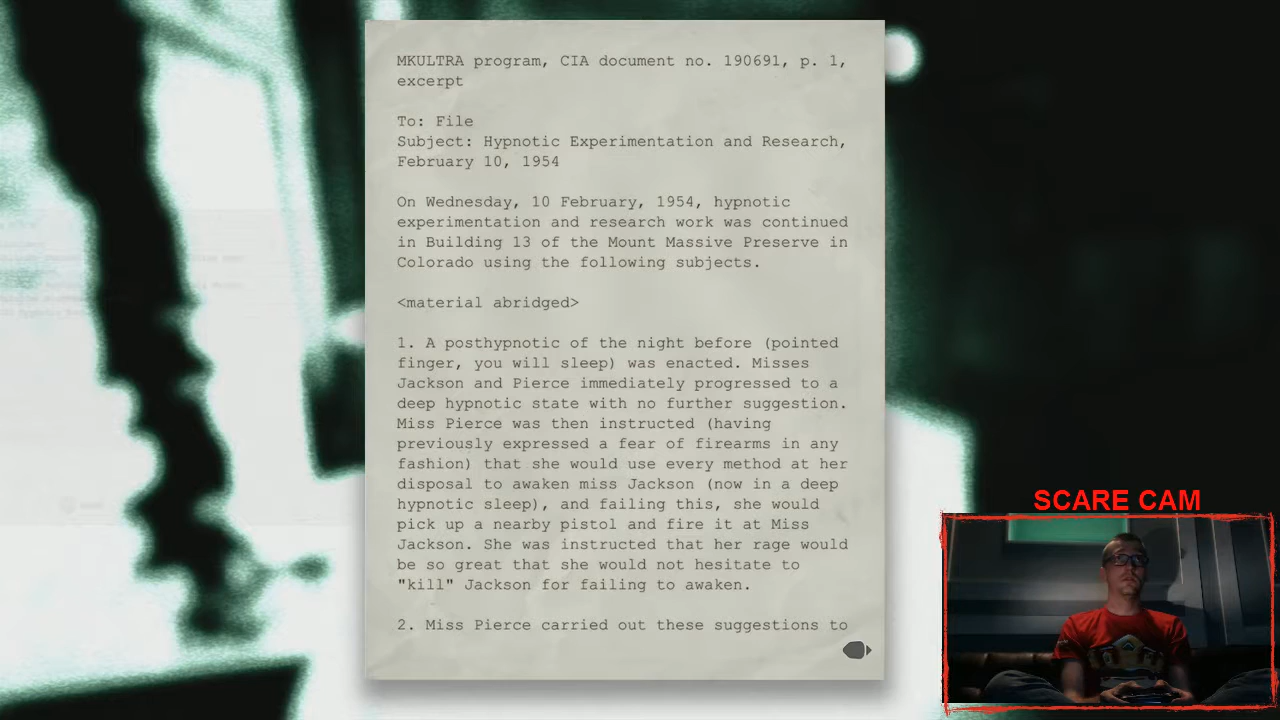 MKULTRA program, CIA document no. 190691, p. 1,
excerpt
To: File
Subject: Hypnotic Experimentation and Research,
February 10, 1954
On Wednesday, 10 February, 1954, hypnotic
experimentation and research work was continued
in Building 13 of the Mount Massive Preserve in
Colorado using the following subjects.
<material abridged>
1. A posthypnotic of the night before (pointed
finger, you will sleep) was enacted. Misses
Jackson and Pierce immediately progressed to a
deep hypnotic state with no further suggestion.
Miss Pierce was then instructed (having
previously expressed a fear of firearms in any
fashion) that she would use every method at her
disposal to awaken miss Jackson (now in a deep
hypnotic sleep), and failing this, she would
pick up a nearby pistol and fire it at Miss
Jackson. She was instructed that her rage would
be so great that she would not hesitate to
"kill" Jackson for failing to awaken.
2. Miss Pierce carried out these suggestions to
SCARE CAM